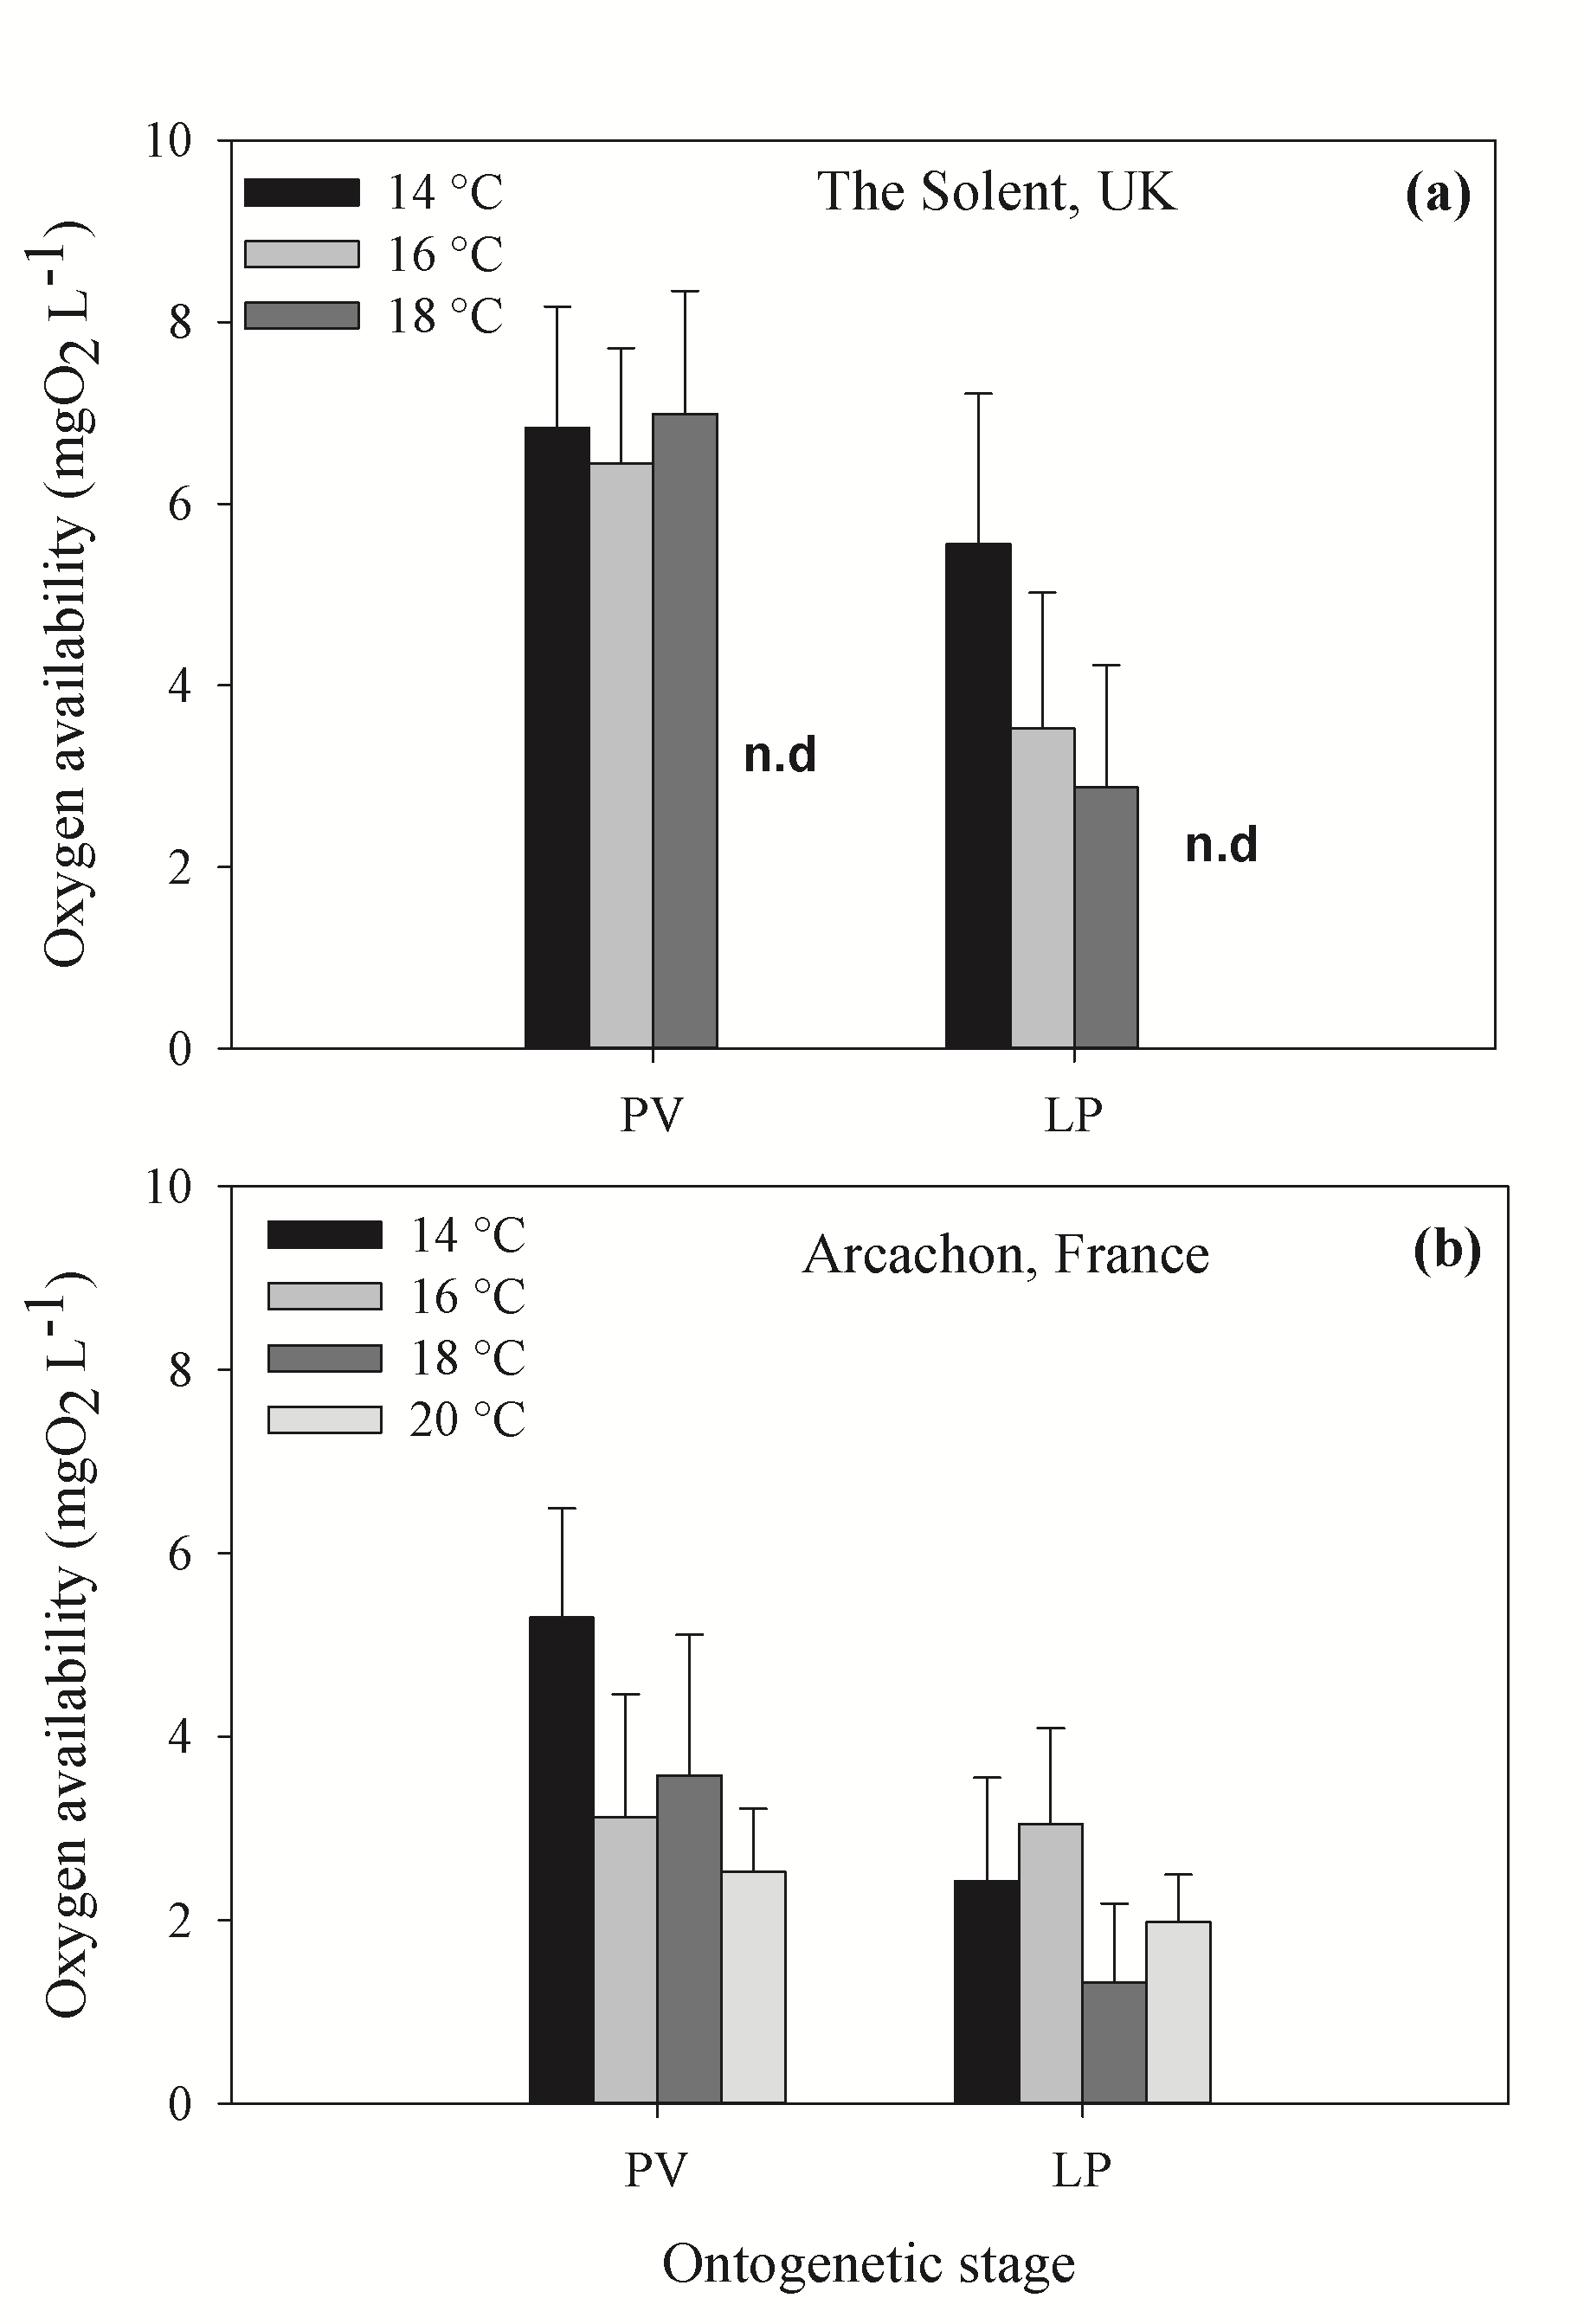 The Solent, UK
(a)
14 °C
16 °C
18 °C
10
8
6
4
2
0
Oxygen availability (mgO2 L-1)
n.d
n.d
PV
LP
Arcachon, France
(b)
14 °C
16 °C
18 °C
20 °C
10
8
6
4
2
0
Oxygen availability (mgO2 L-1)
PV
LP
Ontogenetic stage